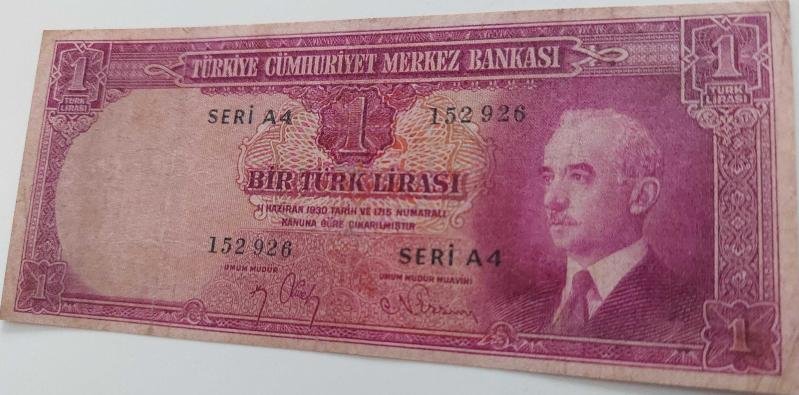 TÜRKİYE CÜMHURİYET MERKEZ BANKASI
1
TÜRK
LİRASI
1
TÜRK
LİRASI
SERİ A4
1
152 926
BİR TÜRK LİRASI
11 HAZİRAN 1930 TARİH VE 1715 NUMARALI
KANUNA GÖRE ÇIKARILMIŞTIR
152 926
SERİ A4
UMUM MÜDÜR
UMUM MÜDÜR MUAVİNİ
1
1